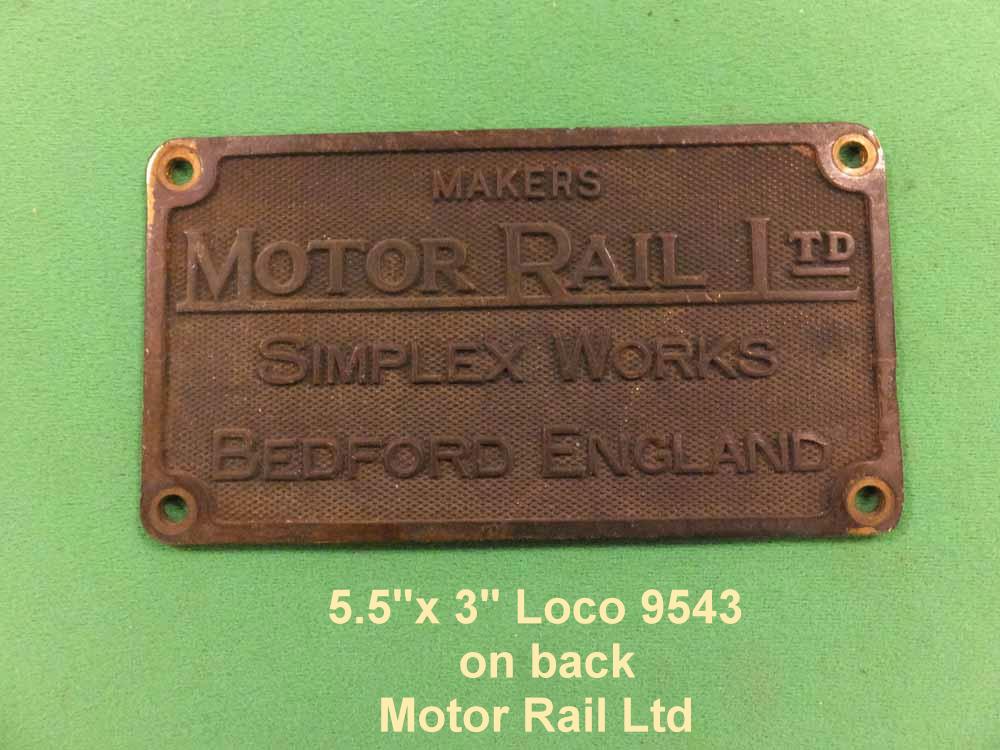 MAKERS
MOTOR RAIL LTD
SIMPLEX WORKS
BEDFORD ENGLAND
5.5"x 3" Loco 9543
on back
Motor Rail Ltd